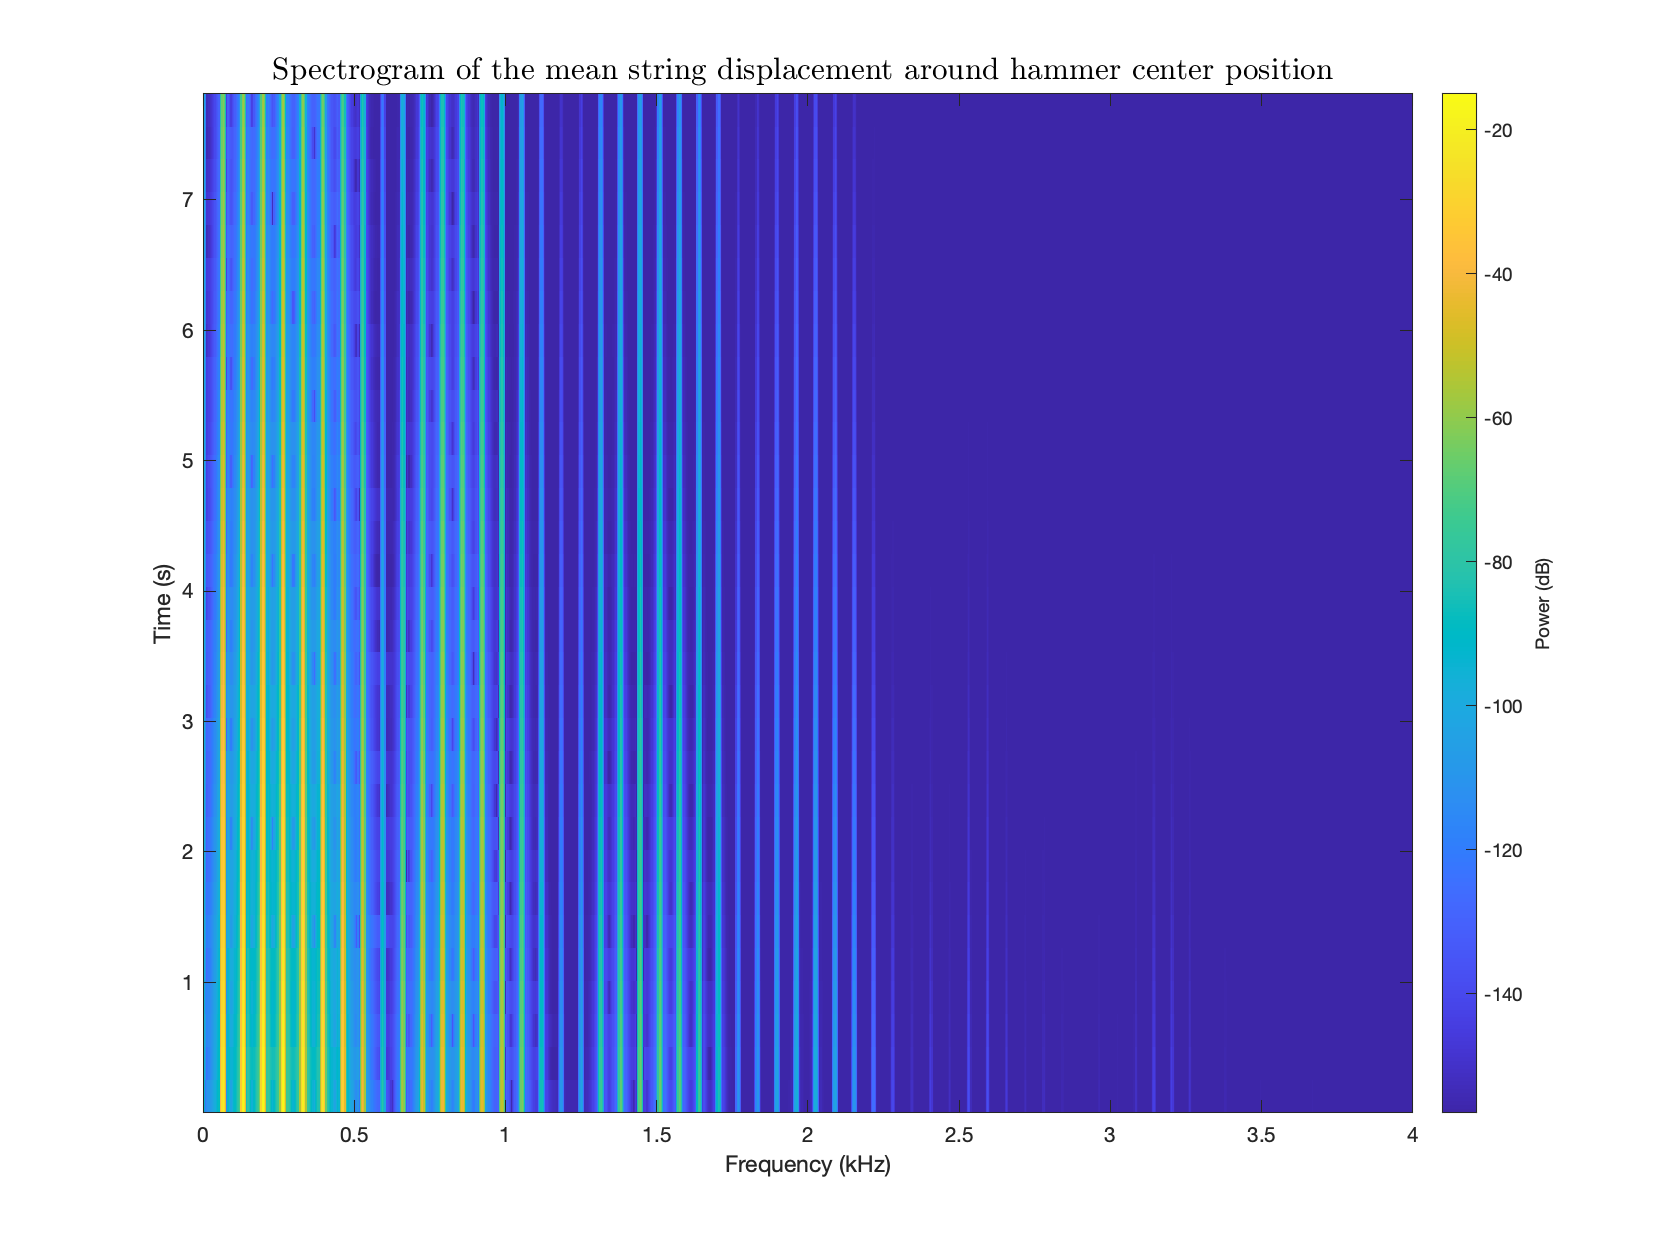 Spectrogram of the mean string displacement around hammer center position
7
6
5
4
3
2
1
Time (s)
0 0.5 1 1.5 2 2.5 3 3.5 4
Frequency (kHz)
-20
-40
-60
-80
-100
-120
-140
Power (dB)